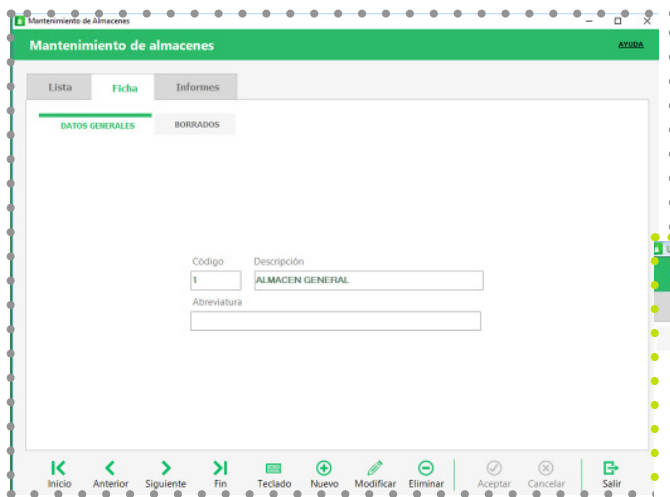 Mantenimiento de Almacenes
Mantenimiento de almacenes
AYUDA
Lista Ficha Informes
DATOS GENERALES BORRADOS
Código Descripción
1 ALMACEN GENERAL
Abreviatura
Inicio Anterior Siguiente Fin Teclado Nuevo Modificar Eliminar Aceptar Cancelar Salir